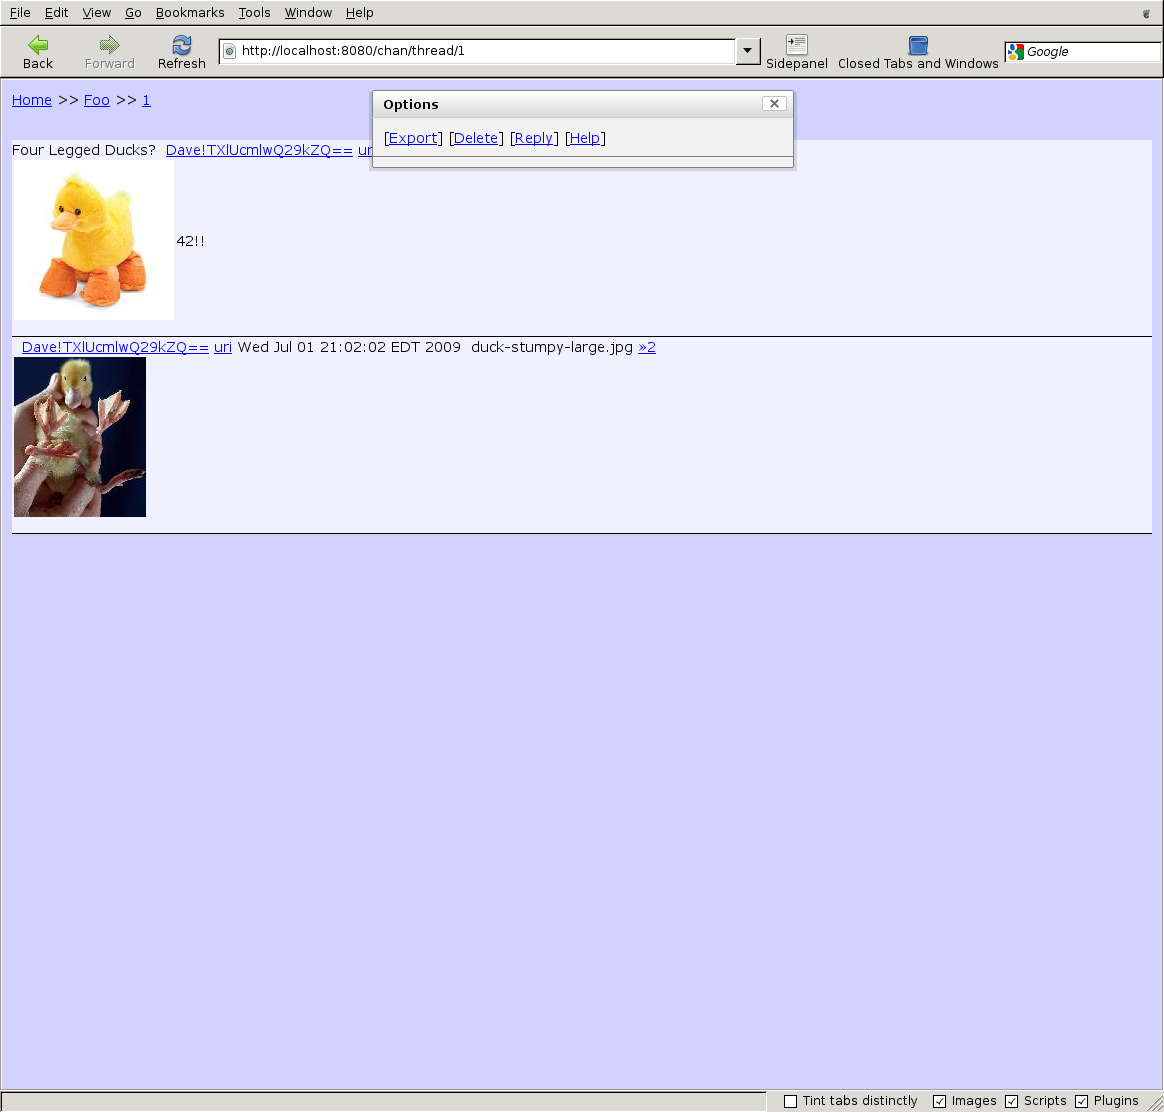 File Edit View Go Bookmarks Tools Window Help
Back Forward Refresh http://localhost:8080/chan/thread/1 Sidepanel Closed Tabs and Windows Google
Home >> Foo >> 1
Options
[Export] [Delete] [Reply] [Help]
Four Legged Ducks? Dave!TXlUcmlwQ29kZQ==
42!!
Dave!TXlUcmlwQ29kZQ== uri Wed Jul 01 21:02:02 EDT 2009 duck-stumpy-large.jpg »2
Tint tabs distinctly Images Scripts Plugins